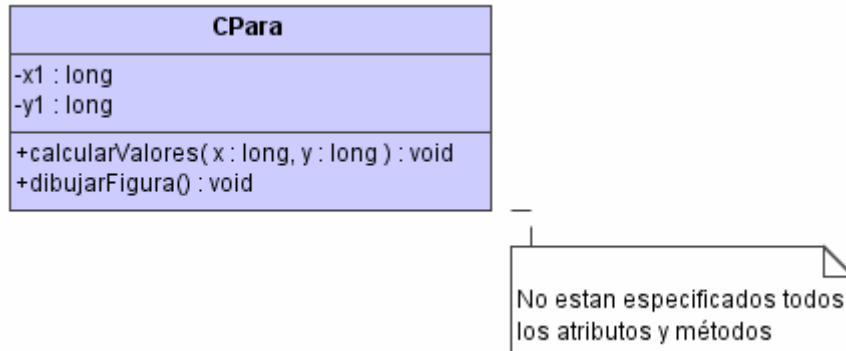 CPara
-x1 : long
-y1 : long
+calcularValores( x : long, y : long ) : void
+dibujarFigura() : void
No estan especificados todos
los atributos y métodos